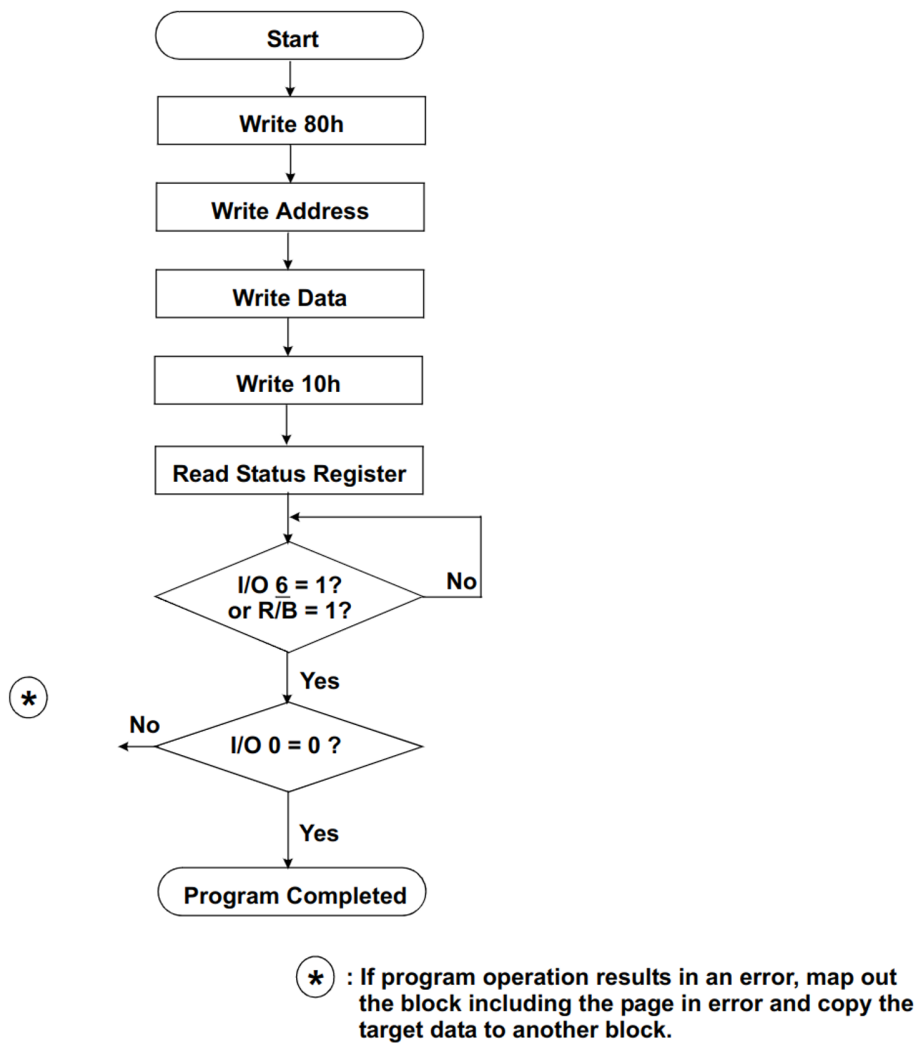 Start
Write 80h
Write Address
Write Data
Write 10h
Read Status Register
I/O 6 = 1?
or R/B̅ = 1?
No
Yes
*
No
I/O 0 = 0 ?
Yes
Program Completed
* : If program operation results in an error, map out
the block including the page in error and copy the
target data to another block.